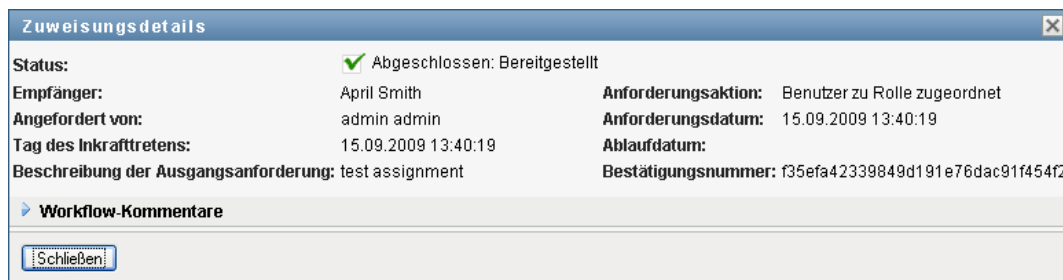 Zuweisungsdetails
Status: Abgeschlossen: Bereitgestellt
Empfänger: April Smith Anforderungsaktion: Benutzer zu Rolle zugeordnet
Angefordert von: admin admin Anforderungsdatum: 15.09.2009 13:40:19
Tag des Inkrafttretens: 15.09.2009 13:40:19 Ablaufdatum:
Beschreibung der Ausgangsanforderung: test assignment Bestätigungsnummer: f35efa42339849d191e76dac91f454f2
Workflow-Kommentare
Schließen